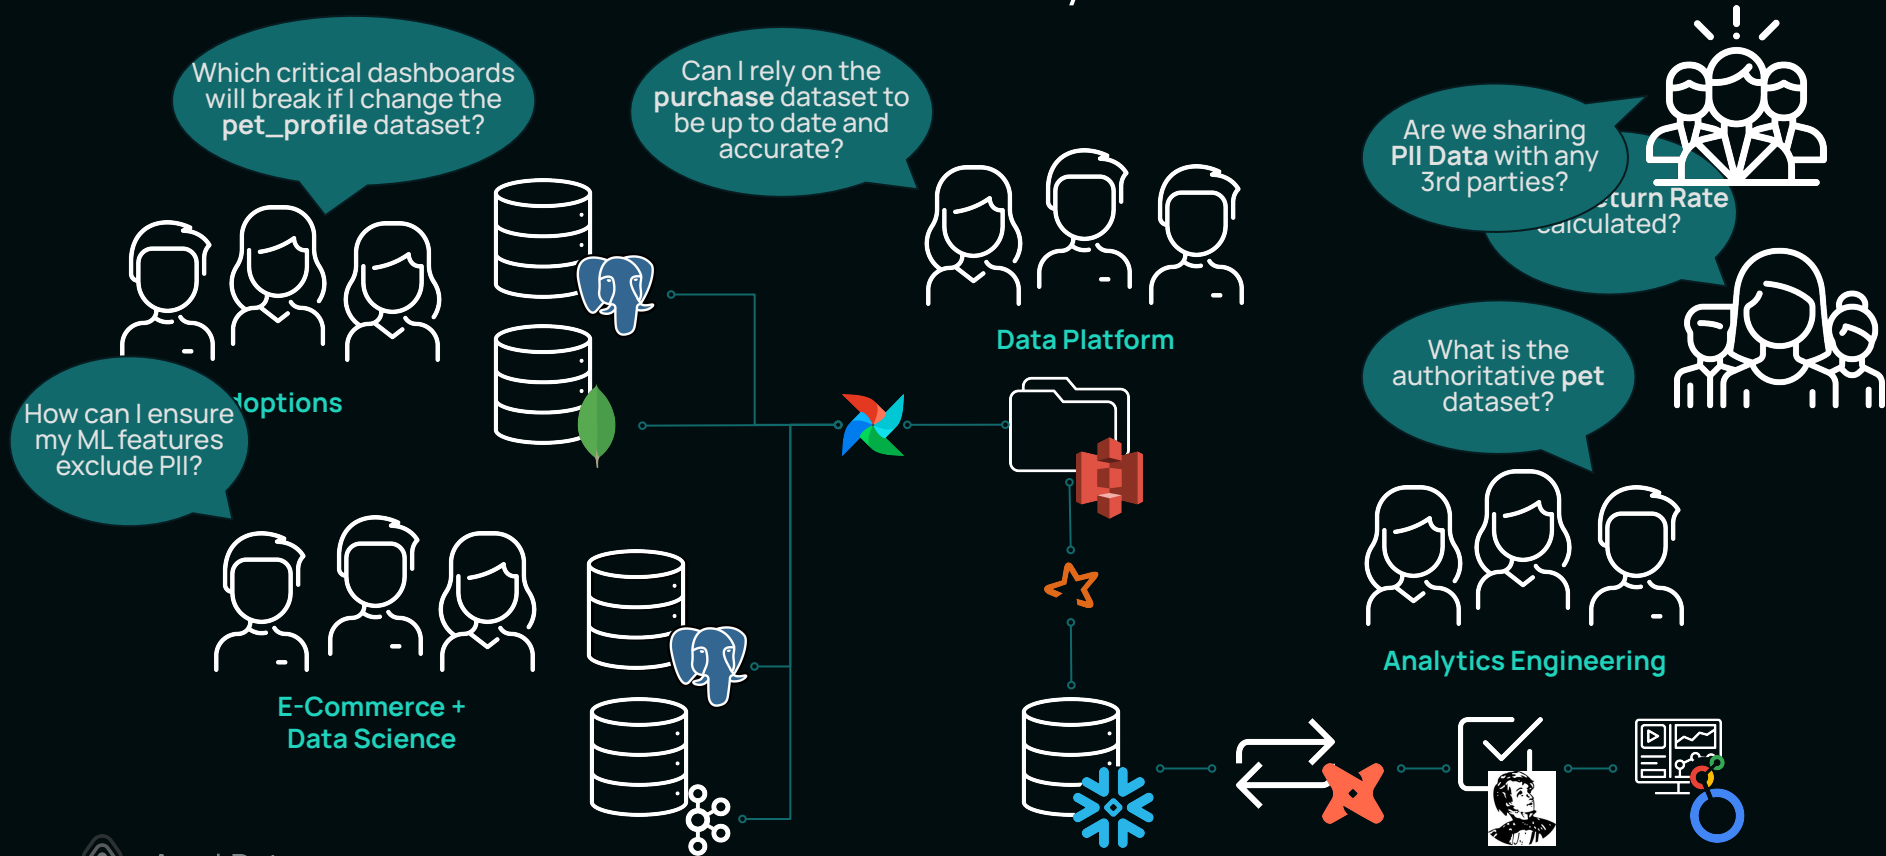 Which critical dashboards
will break if I change the
pet_profile dataset?
Can I rely on the
purchase dataset to
be up to date and
accurate?
Are we sharing
PII Data with any
3rd parties?
Rate
calculated?
Data Platform
What is the
authoritative pet
dataset?
How can I ensure
my ML features
exclude PII?
Analytics Engineering
E-Commerce +
Data Science